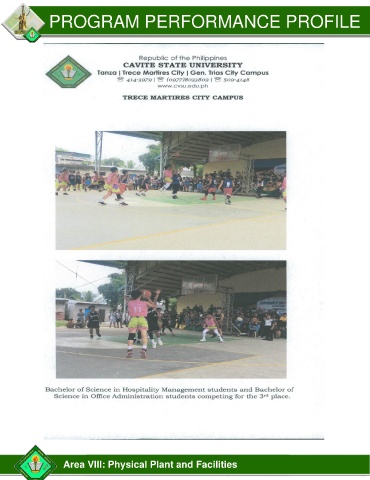 PROGRAM PERFORMANCE PROFILE
Republic of the Philippines
CAVITE STATE UNIVERSITY
Tanza | Trece Martires City | Gen. Trias City Campus
www.cvsu.edu.ph
TRECE MARTIRES CITY CAMPUS
Bachelor of Science in Hospitality Management students and Bachelor of
Science in Office Administration students competing for the 3rd place.
Area VIII: Physical Plant and Facilities